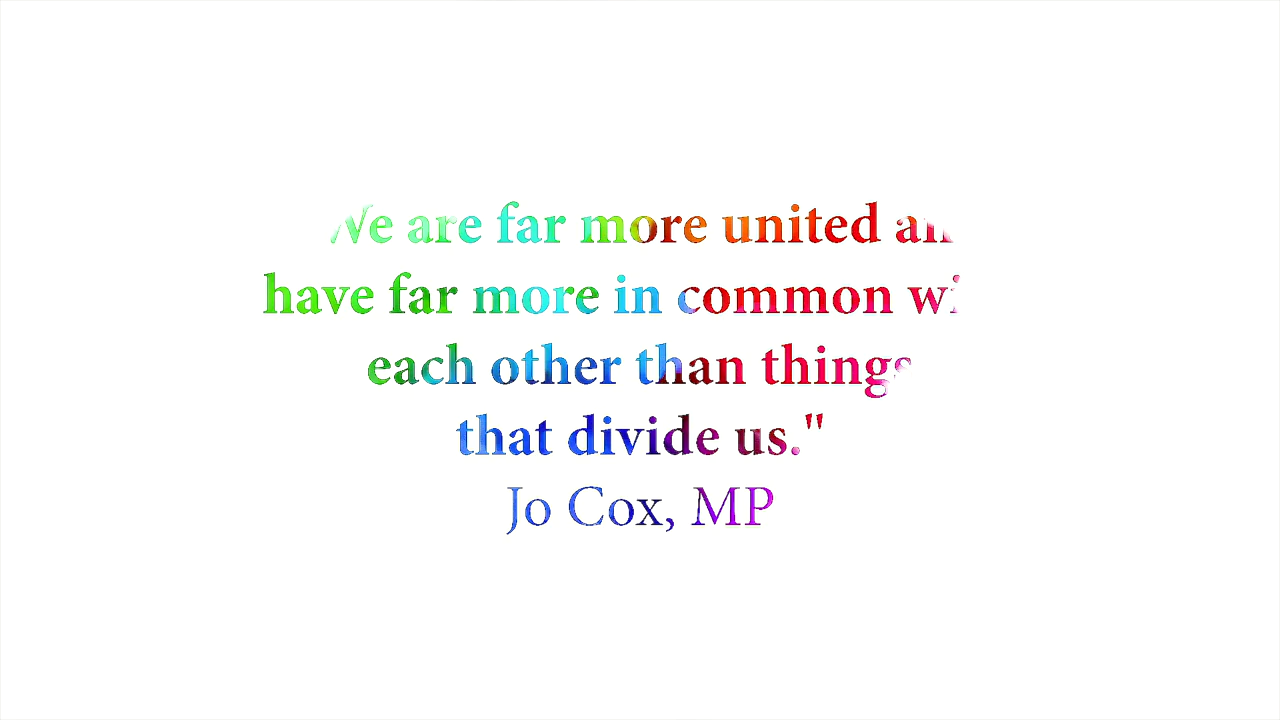 We are far more united an
have far more in common wi
each other than things
that divide us."
Jo Cox, MP